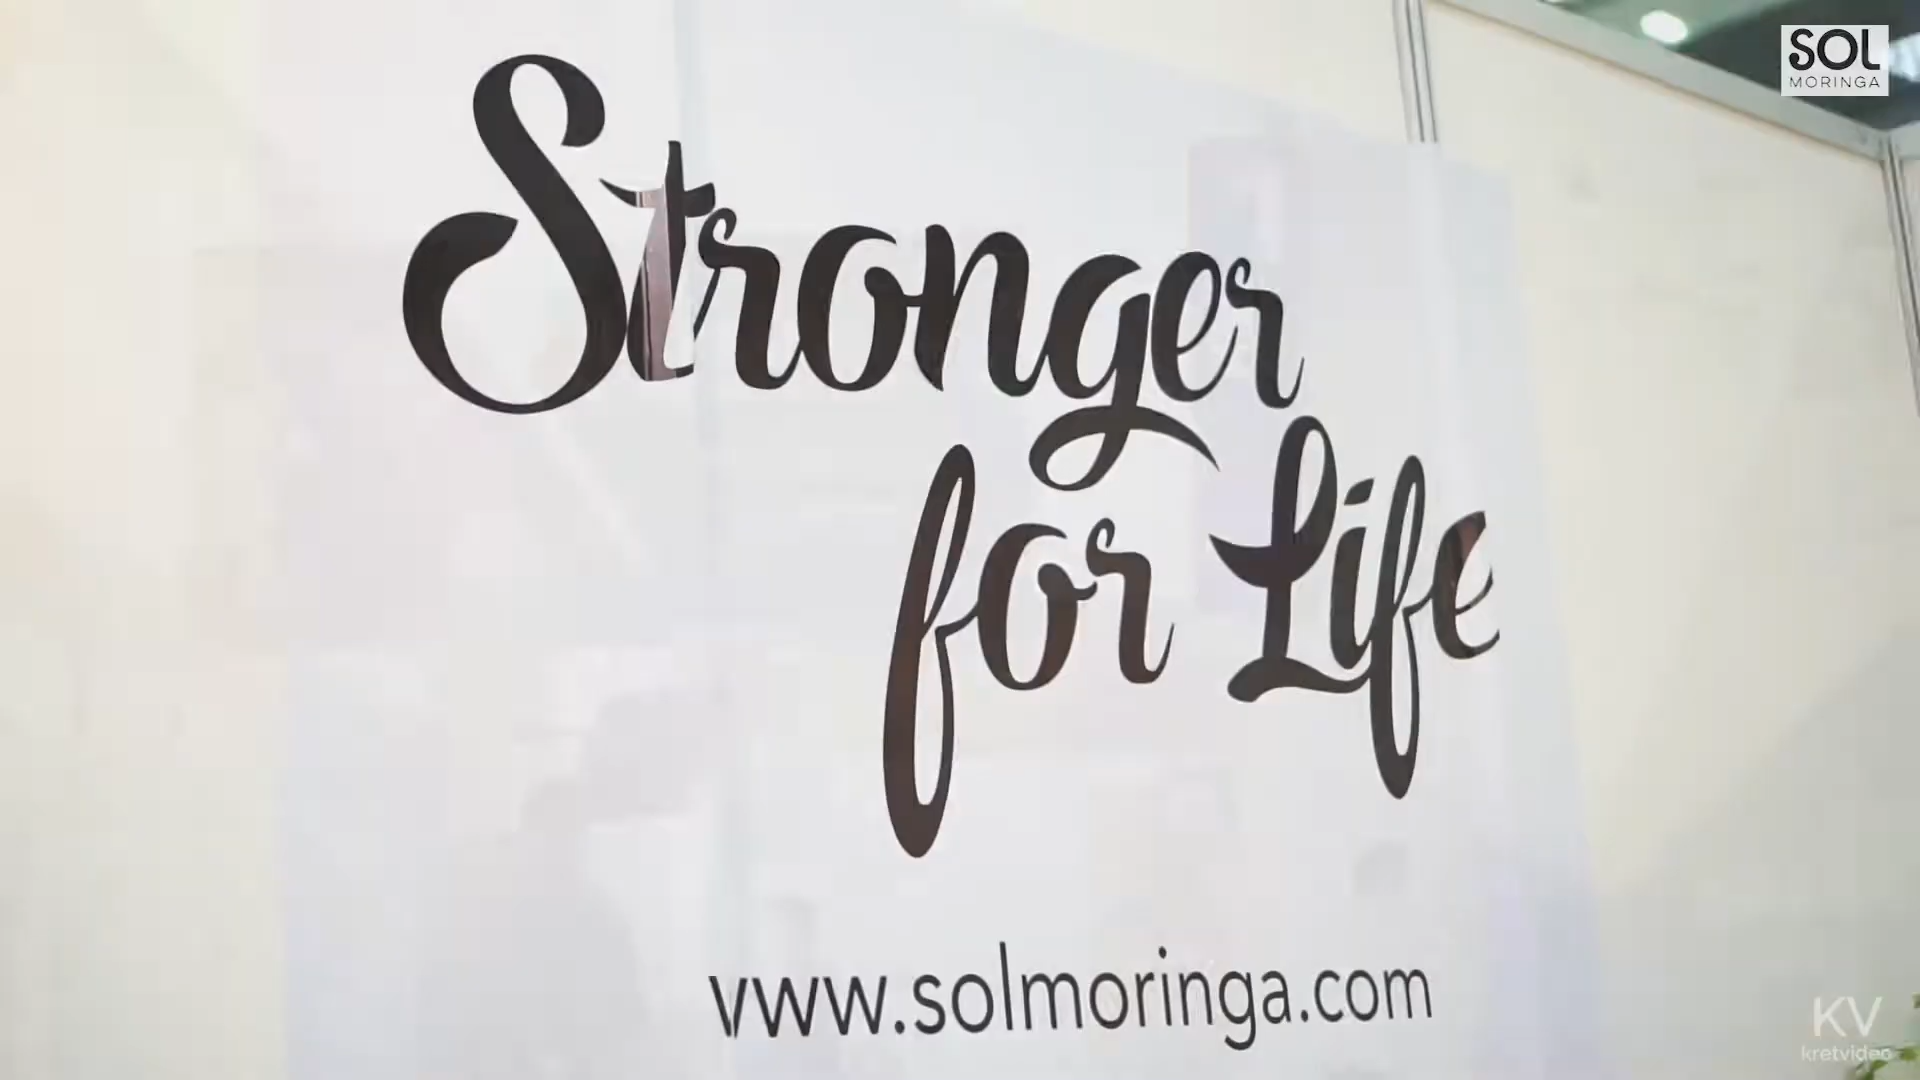 SOL
MORINGA
Stronger
for Life
www.solmoringa.com
KV
kretvideo